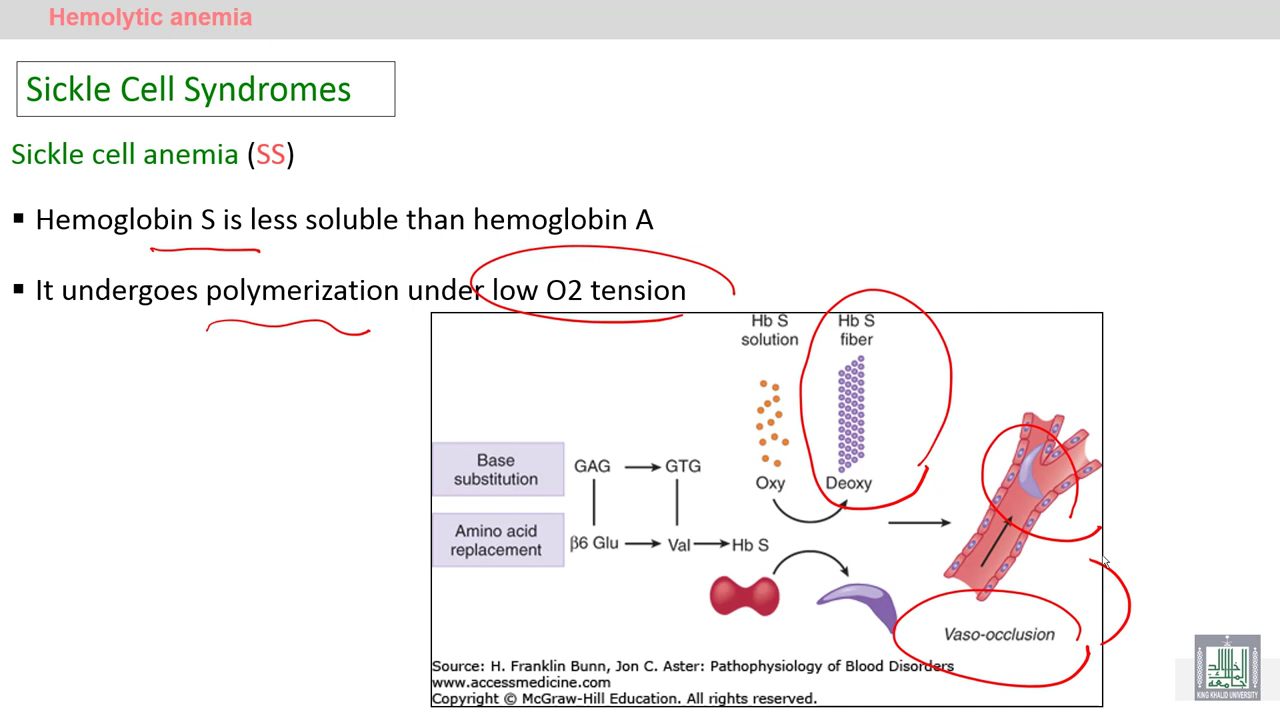 Hemolytic anemia
Sickle Cell Syndromes
Sickle cell anemia (SS)
▪ Hemoglobin S is less soluble than hemoglobin A
▪ It undergoes polymerization under low O2 tension
Hb S
solution
Hb S
fiber
Oxy
Deoxy
Base
substitution
GAG
GTG
Amino acid
replacement
β6 Glu
Val
Hb S
Vaso-occlusion
Source: H. Franklin Bunn, Jon C. Aster: Pathophysiology of Blood Disorders
www.accessmedicine.com
Copyright © McGraw-Hill Education. All rights reserved.
KING KHALID UNIVERSITY